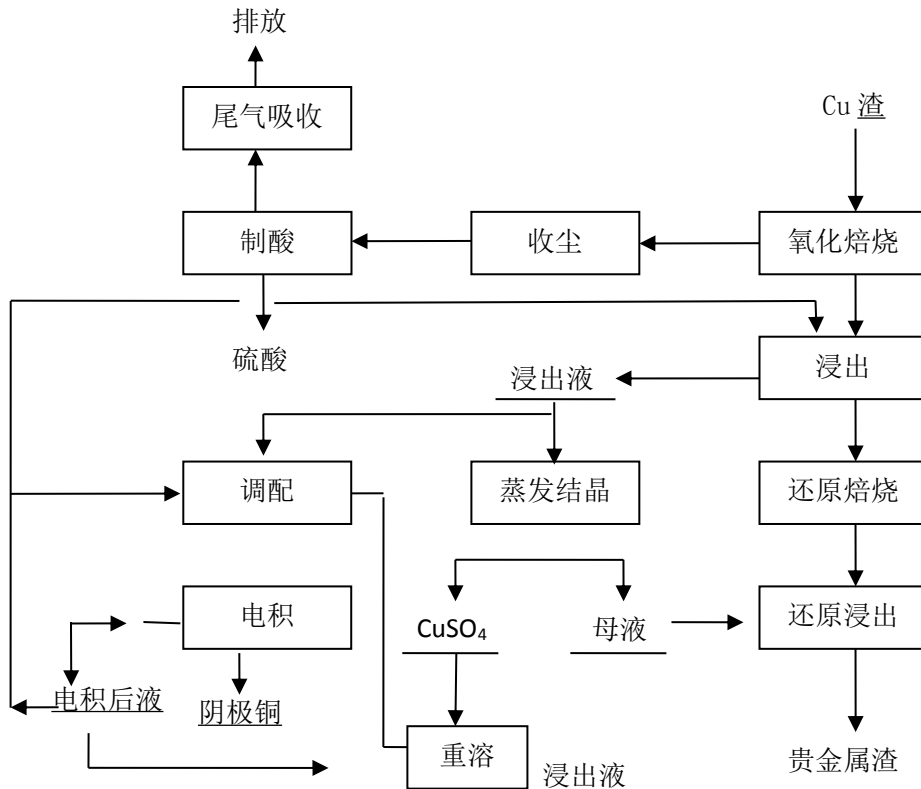 排放
尾气吸收
Cu 渣
制酸
收尘
氧化焙烧
硫酸
浸出液
浸出
调配
蒸发结晶
还原焙烧
电积
CuSO₄
母液
还原浸出
电积后液
阴极铜
重溶
浸出液
贵金属渣